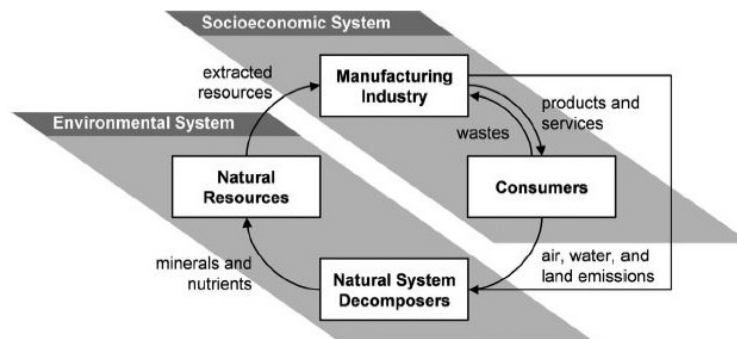 Socioeconomic System
extracted
resources
Manufacturing
Industry
products and
services
wastes
Environmental System
Natural
Resources
Consumers
minerals and
nutrients
Natural System
Decomposers
air, water, and
land emissions